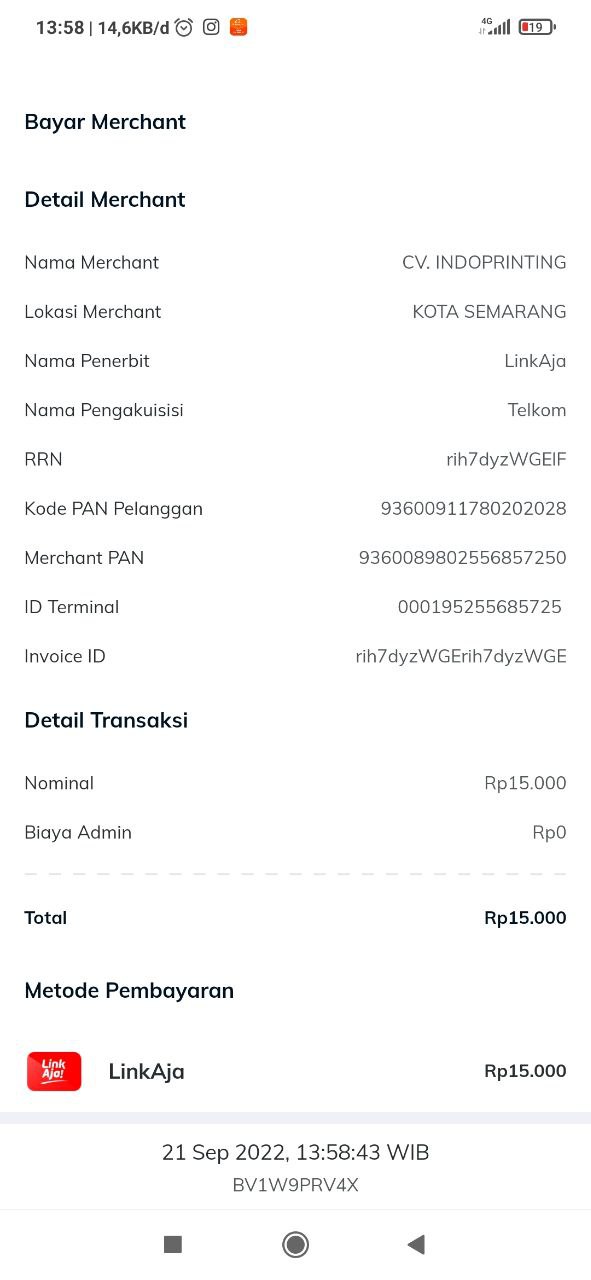 13:58 | 14,6KB/d 4G 19
Bayar Merchant
Detail Merchant
Nama Merchant CV. INDOPRINTING
Lokasi Merchant KOTA SEMARANG
Nama Penerbit LinkAja
Nama Pengakuisisi Telkom
RRN rih7dyzWGEIF
Kode PAN Pelanggan 93600911780202028
Merchant PAN 9360089802556857250
ID Terminal 000195255685725
Invoice ID rih7dyzWGErih7dyzWGE
Detail Transaksi
Nominal Rp15.000
Biaya Admin Rp0
Total Rp15.000
Metode Pembayaran
Link
Aja!
LinkAja Rp15.000
21 Sep 2022, 13:58:43 WIB
BV1W9PRV4X